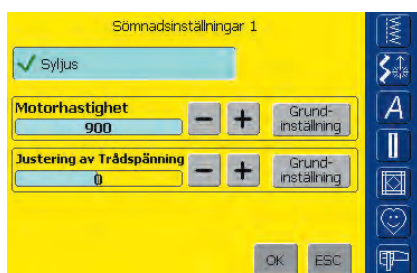 Sömnadsinställningar 1
Syljus
Motorhastighet
900
Grund-
inställning
Justering av Trådspänning
0
Grund-
inställning
OK ESC
A